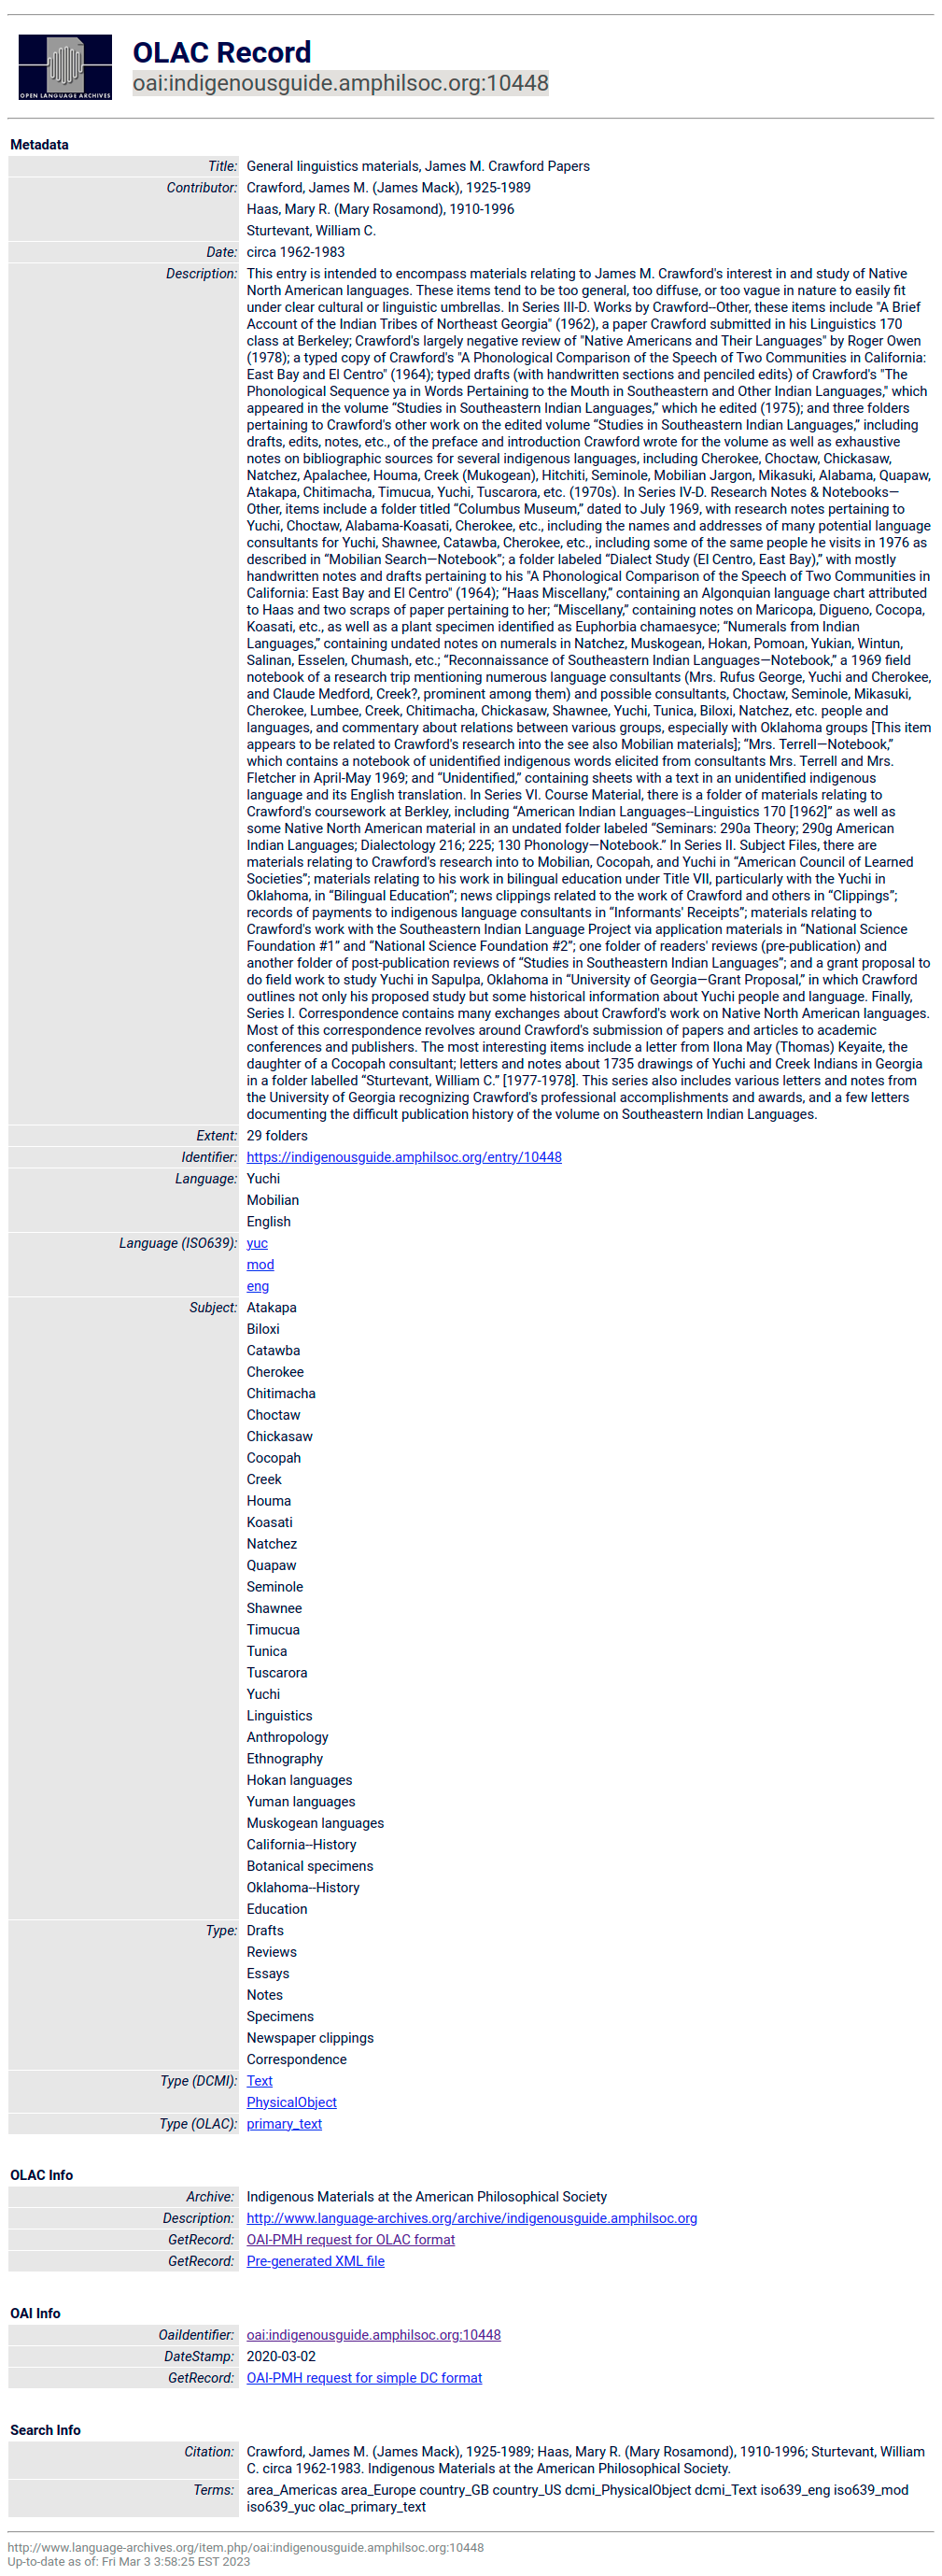 OPEN LANGUAGE ARCHIVES
OLAC Record
oai:indigenousguide.amphilsoc.org:10448
Metadata
Title: General linguistics materials, James M. Crawford Papers
Contributor: Crawford, James M. (James Mack), 1925-1989
Haas, Mary R. (Mary Rosamond), 1910-1996
Sturtevant, William C.
Date: circa 1962-1983
Description: This entry is intended to encompass materials relating to James M. Crawford's interest in and study of Native
North American languages. These items tend to be too general, too diffuse, or too vague in nature to easily fit
under clear cultural or linguistic umbrellas. In Series III-D. Works by Crawford--Other, these items include "A Brief
Account of the Indian Tribes of Northeast Georgia" (1962), a paper Crawford submitted in his Linguistics 170
class at Berkeley; Crawford's largely negative review of "Native Americans and Their Languages" by Roger Owen
(1978); a typed copy of Crawford's "A Phonological Comparison of the Speech of Two Communities in California:
East Bay and El Centro" (1964); typed drafts (with handwritten sections and penciled edits) of Crawford's "The
Phonological Sequence ya in Words Pertaining to the Mouth in Southeastern and Other Indian Languages," which
appeared in the volume “Studies in Southeastern Indian Languages,” which he edited (1975); and three folders
pertaining to Crawford's other work on the edited volume “Studies in Southeastern Indian Languages,” including
drafts, edits, notes, etc., of the preface and introduction Crawford wrote for the volume as well as exhaustive
notes on bibliographic sources for several indigenous languages, including Cherokee, Choctaw, Chickasaw,
Natchez, Apalachee, Houma, Creek (Mukogean), Hitchiti, Seminole, Mobilian Jargon, Mikasuki, Alabama, Quapaw,
Atakapa, Chitimacha, Timucua, Yuchi, Tuscarora, etc. (1970s). In Series IV-D. Research Notes & Notebooks—
Other, items include a folder titled “Columbus Museum,” dated to July 1969, with research notes pertaining to
Yuchi, Choctaw, Alabama-Koasati, Cherokee, etc., including the names and addresses of many potential language
consultants for Yuchi, Shawnee, Catawba, Cherokee, etc., including some of the same people he visits in 1976 as
described in “Mobilian Search—Notebook”; a folder labeled “Dialect Study (El Centro, East Bay),” with mostly
handwritten notes and drafts pertaining to his "A Phonological Comparison of the Speech of Two Communities in
California: East Bay and El Centro" (1964); “Haas Miscellany,” containing an Algonquian language chart attributed
to Haas and two scraps of paper pertaining to her; “Miscellany,” containing notes on Maricopa, Digueno, Cocopa,
Koasati, etc., as well as a plant specimen identified as Euphorbia chamaesyce; “Numerals from Indian
Languages,” containing undated notes on numerals in Natchez, Muskogean, Hokan, Pomoan, Yukian, Wintun,
Salinan, Esselen, Chumash, etc.; “Reconnaissance of Southeastern Indian Languages—Notebook,” a 1969 field
notebook of a research trip mentioning numerous language consultants (Mrs. Rufus George, Yuchi and Cherokee,
and Claude Medford, Creek?, prominent among them) and possible consultants, Choctaw, Seminole, Mikasuki,
Cherokee, Lumbee, Creek, Chitimacha, Chickasaw, Shawnee, Yuchi, Tunica, Biloxi, Natchez, etc. people and
languages, and commentary about relations between various groups, especially with Oklahoma groups [This item
appears to be related to Crawford's research into the see also Mobilian materials]; “Mrs. Terrell—Notebook,”
which contains a notebook of unidentified indigenous words elicited from consultants Mrs. Terrell and Mrs.
Fletcher in April-May 1969; and “Unidentified,” containing sheets with a text in an unidentified indigenous
language and its English translation. In Series VI. Course Material, there is a folder of materials relating to
Crawford's coursework at Berkley, including “American Indian Languages--Linguistics 170 [1962]” as well as
some Native North American material in an undated folder labeled “Seminars: 290a Theory; 290g American
Indian Languages; Dialectology 216; 225; 130 Phonology—Notebook.” In Series II. Subject Files, there are
materials relating to Crawford's research into to Mobilian, Cocopah, and Yuchi in “American Council of Learned
Societies”; materials relating to his work in bilingual education under Title VII, particularly with the Yuchi in
Oklahoma, in “Bilingual Education”; news clippings related to the work of Crawford and others in “Clippings”;
records of payments to indigenous language consultants in “Informants' Receipts”; materials relating to
Crawford's work with the Southeastern Indian Language Project via application materials in “National Science
Foundation #1” and “National Science Foundation #2”; one folder of readers' reviews (pre-publication) and
another folder of post-publication reviews of “Studies in Southeastern Indian Languages”; and a grant proposal to
do field work to study Yuchi in Sapulpa, Oklahoma in “University of Georgia—Grant Proposal,” in which Crawford
outlines not only his proposed study but some historical information about Yuchi people and language. Finally,
Series I. Correspondence contains many exchanges about Crawford's work on Native North American languages.
Most of this correspondence revolves around Crawford's submission of papers and articles to academic
conferences and publishers. The most interesting items include a letter from Ilona May (Thomas) Keyaite, the
daughter of a Cocopah consultant; letters and notes about 1735 drawings of Yuchi and Creek Indians in Georgia
in a folder labelled “Sturtevant, William C.” [1977-1978]. This series also includes various letters and notes from
the University of Georgia recognizing Crawford's professional accomplishments and awards, and a few letters
documenting the difficult publication history of the volume on Southeastern Indian Languages.
Extent: 29 folders
Identifier: https://indigenousguide.amphilsoc.org/entry/10448
Language: Yuchi
Mobilian
English
Language (ISO639): yuc
mod
eng
Subject: Atakapa
Biloxi
Catawba
Cherokee
Chitimacha
Choctaw
Chickasaw
Cocopah
Creek
Houma
Koasati
Natchez
Quapaw
Seminole
Shawnee
Timucua
Tunica
Tuscarora
Yuchi
Linguistics
Anthropology
Ethnography
Hokan languages
Yuman languages
Muskogean languages
California--History
Botanical specimens
Oklahoma--History
Education
Type: Drafts
Reviews
Essays
Notes
Specimens
Newspaper clippings
Correspondence
Type (DCMI): Text
PhysicalObject
Type (OLAC): primary_text
OLAC Info
Archive: Indigenous Materials at the American Philosophical Society
Description: http://www.language-archives.org/archive/indigenousguide.amphilsoc.org
GetRecord: OAI-PMH request for OLAC format
GetRecord: Pre-generated XML file
OAI Info
OaiIdentifier: oai:indigenousguide.amphilsoc.org:10448
DateStamp: 2020-03-02
GetRecord: OAI-PMH request for simple DC format
Search Info
Citation: Crawford, James M. (James Mack), 1925-1989; Haas, Mary R. (Mary Rosamond), 1910-1996; Sturtevant, William
C. circa 1962-1983. Indigenous Materials at the American Philosophical Society.
Terms: area_Americas area_Europe country_GB country_US dcmi_PhysicalObject dcmi_Text iso639_eng iso639_mod
iso639_yuc olac_primary_text
http://www.language-archives.org/item.php/oai:indigenousguide.amphilsoc.org:10448
Up-to-date as of: Fri Mar 3 3:58:25 EST 2023